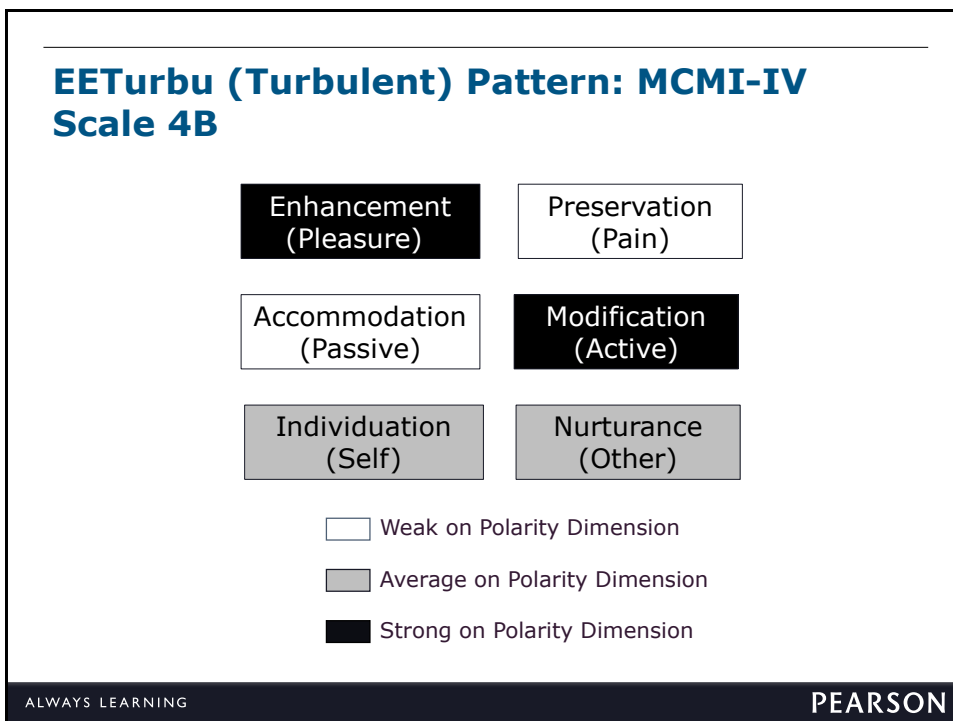 EETurbu (Turbulent) Pattern: MCMI-IV
Scale 4B
Enhancement
(Pleasure)
Preservation
(Pain)
Accommodation
(Passive)
Modification
(Active)
Individuation
(Self)
Nurturance
(Other)
Weak on Polarity Dimension
Average on Polarity Dimension
Strong on Polarity Dimension
ALWAYS LEARNING
PEARSON